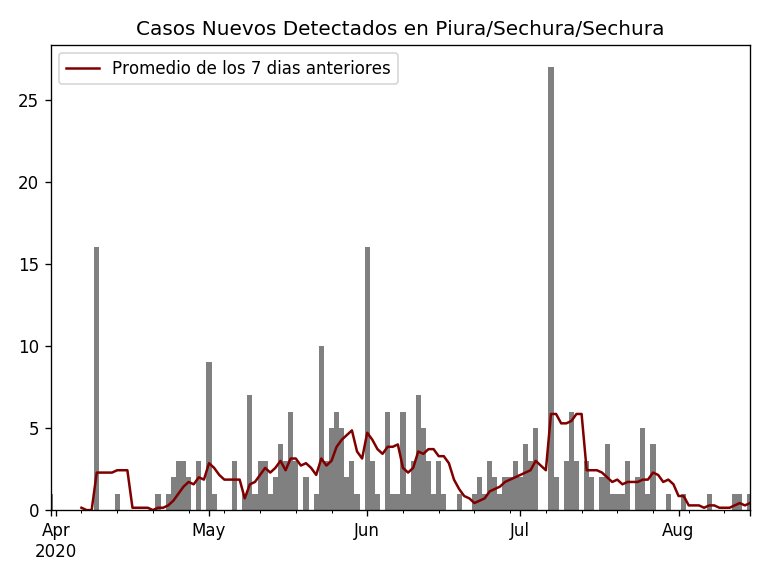 Casos Nuevos Detectados en Piura/Sechura/Sechura
Promedio de los 7 dias anteriores
25
20
15
10
5
0
Apr May Jun Jul Aug
2020